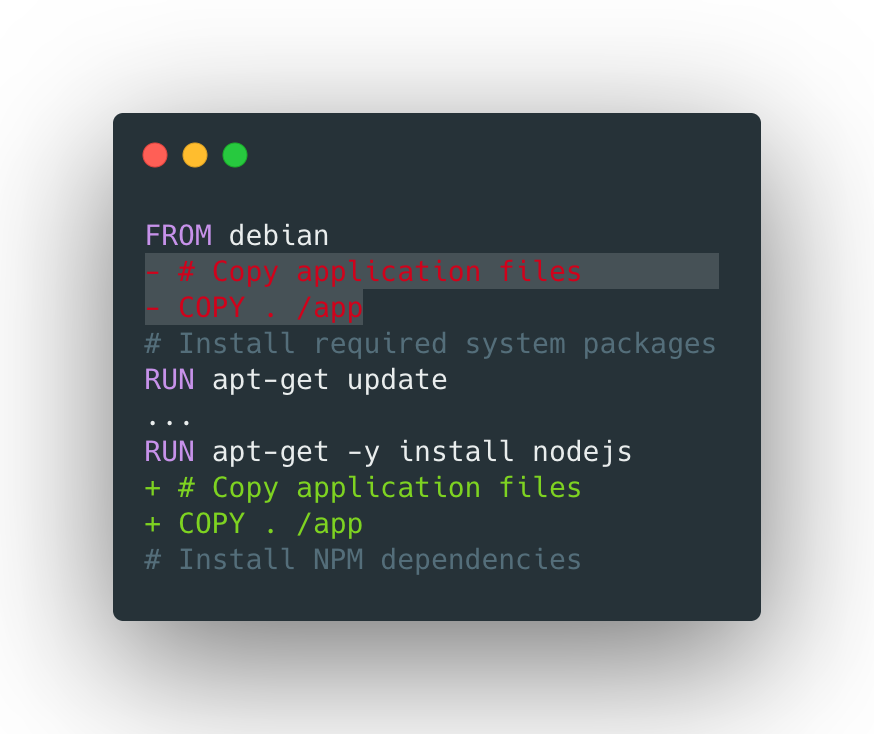 FROM debian
- # Copy application files
- COPY . /app
# Install required system packages
RUN apt-get update
...
RUN apt-get -y install nodejs
+ # Copy application files
+ COPY . /app
# Install NPM dependencies